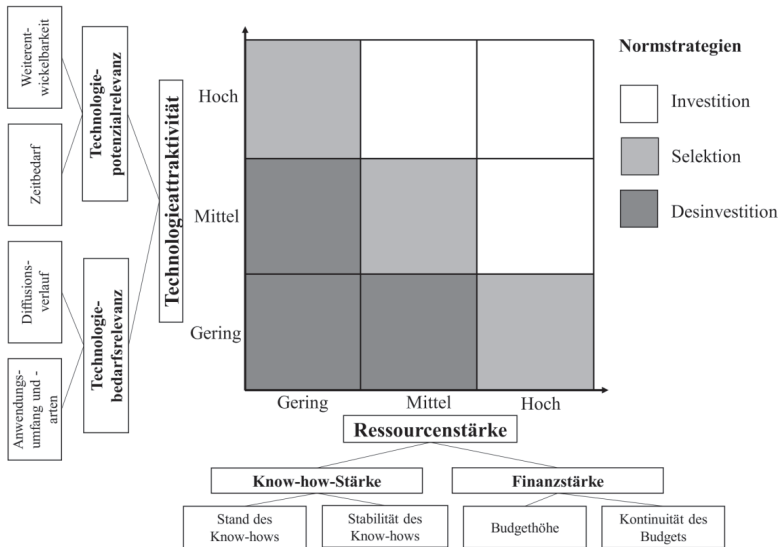 Weiterent-
wickelbarkeit
Zeitbedarf
Diffusions-
verlauf
Anwendungs-
umfang und -
arten
Technologie-
potenzialrelevanz
Technologie-
bedarfsrelevanz
Technologieattraktivität
Hoch
Mittel
Gering
Gering
Mittel
Hoch
Ressourcenstärke
Know-how-Stärke
Finanzstärke
Stand des
Know-hows
Stabilität des
Know-hows
Budgethöhe
Kontinuität des
Budgets
Normstrategien
Investition
Selektion
Desinvestition